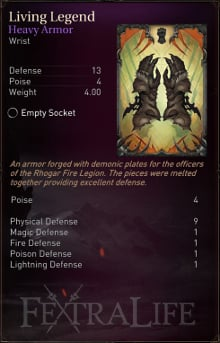 Living Legend
Heavy Armor
Wrist
Defense 13
Poise 4
Weight 4.00
Empty Socket
An armor forged with demonic plates for the officers
of the Rhogar Fire Legion. The pieces were melted
together providing excellent defense.
Poise 4
Physical Defense 9
Magic Defense 1
Fire Defense 1
Poison Defense 1
Lightning Defense 1
FEXTRALIFE